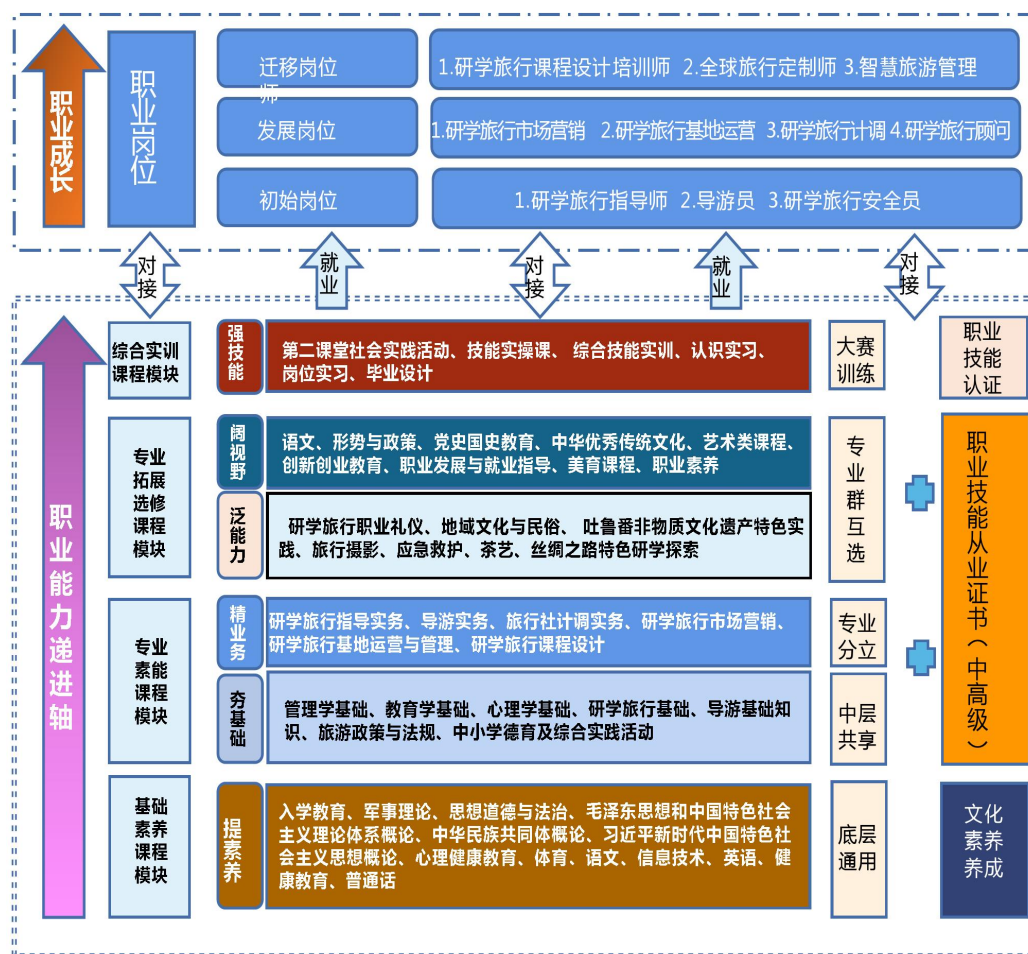 职业成长
职业岗位
迁移岗位
师
1.研学旅行课程设计培训师 2.全球旅行定制师 3.智慧旅游管理
发展岗位
1.研学旅行市场营销 2.研学旅行基地运营 3.研学旅行计调 4.研学旅行顾问
初始岗位
1.研学旅行指导师 2.导游员 3.研学旅行安全员
对接
就业
对接
就业
对接
职业能力递进轴
综合实训
课程模块
强技能
第二课堂社会实践活动、技能实操课、 综合技能实训、认识实习、
岗位实习、毕业设计
大赛
训练
职业
技能
认证
专业
拓展
选修
课程
模块
阔视野
语文、形势与政策、党史国史教育、中华优秀传统文化、艺术类课程、
创新创业教育、职业发展与就业指导、美育课程、职业素养
泛能力
研学旅行职业礼仪、地域文化与民俗、 吐鲁番非物质文化遗产特色实
践、旅行摄影、应急救护、茶艺、丝绸之路特色研学探索
专业群互选
职业技能从业证书（中高级）
专业
素能
课程
模块
精业务
研学旅行指导实务、导游实务、旅行社计调实务、研学旅行市场营销、
研学旅行基地运营与管理、研学旅行课程设计
专业
分立
夯基础
管理学基础、教育学基础、心理学基础、研学旅行基础、导游基础知
识、旅游政策与法规、中小学德育及综合实践活动
中层
共享
基础
素养
课程
模块
提素养
入学教育、军事理论、思想道德与法治、毛泽东思想和中国特色社会
主义理论体系概论、中华民族共同体概论、习近平新时代中国特色社
会主义思想概论、心理健康教育、体育、语文、信息技术、英语、健
康教育、普通话
底层
通用
文化
素养
养成